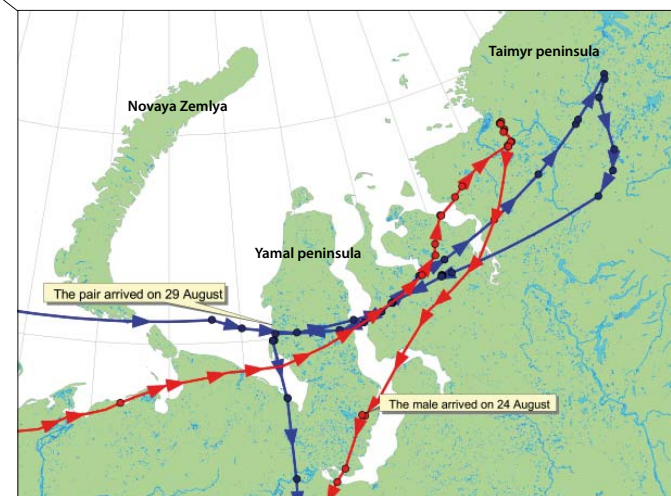 Taimyr peninsula
Novaya Zemlya
Yamal peninsula
The pair arrived on 29 August
The male arrived on 24 August